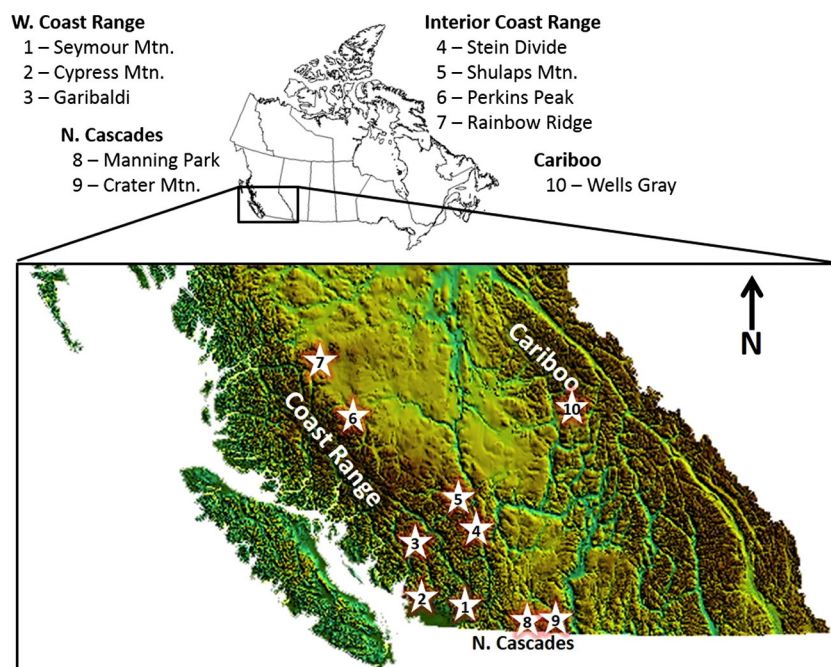 W. Coast Range
1 – Seymour Mtn.
2 – Cypress Mtn.
3 – Garibaldi
N. Cascades
8 – Manning Park
9 – Crater Mtn.
Interior Coast Range
4 – Stein Divide
5 – Shulaps Mtn.
6 – Perkins Peak
7 – Rainbow Ridge
Cariboo
10 – Wells Gray
N
Cariboo
7
10
6
Coast Range
5
4
3
2
1
8
9
N. Cascades